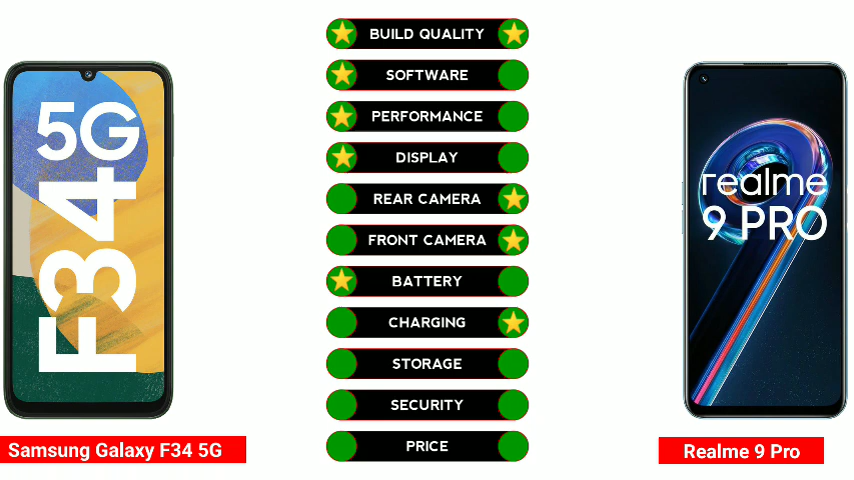 BUILD QUALITY
SOFTWARE
PERFORMANCE
DISPLAY
REAR CAMERA
FRONT CAMERA
BATTERY
CHARGING
STORAGE
SECURITY
PRICE
F34 5G
Samsung Galaxy F34 5G
realme
9 PRO
Realme 9 Pro